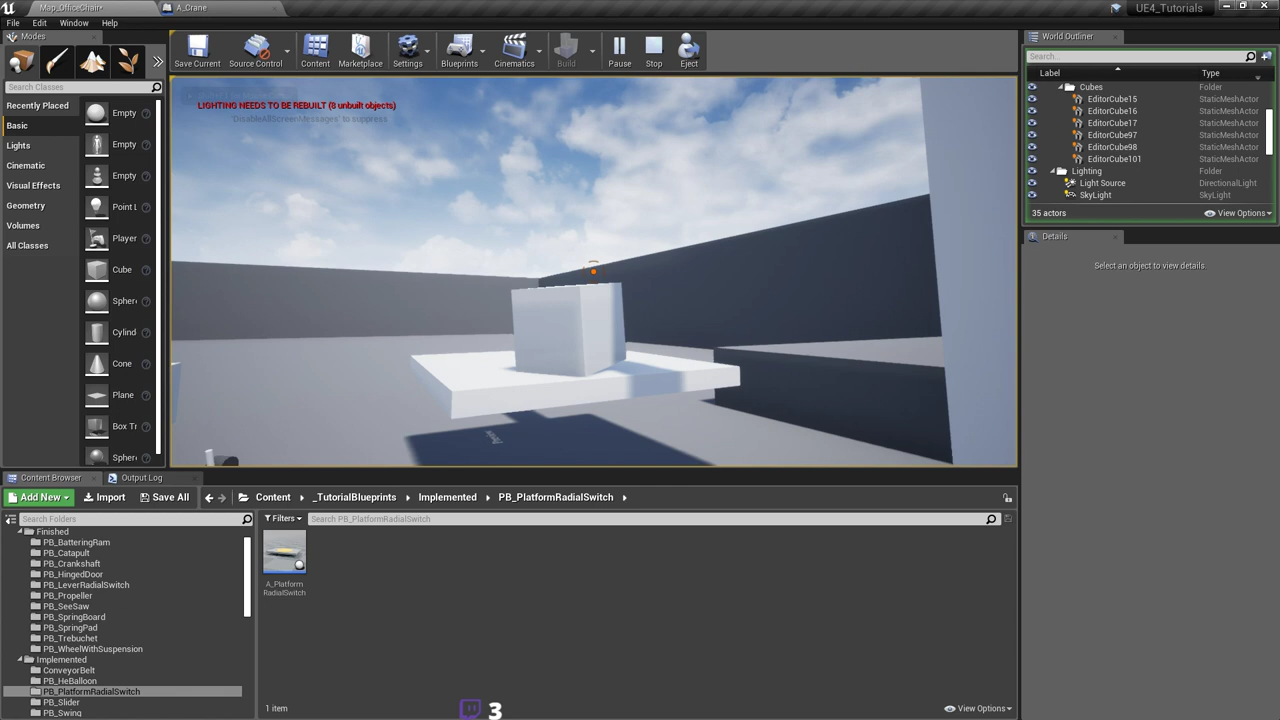 Map_OfficeChair*
A_Crane
UE4_Tutorials
File Edit Window Help
Modes
Save Current
Source Control
Content
Marketplace
Settings
Blueprints
Cinematics
Build
Pause
Stop
Eject
World Outliner
Search...
Label Type
Cubes Folder
EditorCube15 StaticMeshActor
EditorCube16 StaticMeshActor
EditorCube17 StaticMeshActor
EditorCube97 StaticMeshActor
EditorCube98 StaticMeshActor
EditorCube101 StaticMeshActor
Lighting Folder
Light Source DirectionalLight
SkyLight SkyLight
35 actors
View Options
Details
Select an object to view details
Search Classes
Recently Placed
Basic
Lights
Cinematic
Visual Effects
Geometry
Volumes
All Classes
Empty
Empty
Empty
Point L
Player
Cube
Spher
Cylind
Cone
Plane
Box Tr
Spher
LIGHTING NEEDS TO BE REBUILT (8 unbuilt objects)
'DisableAllScreenMessages' to suppress
Content Browser
Output Log
Add New
Import
Save All
Content
_TutorialBlueprints
Implemented
PB_PlatformRadialSwitch
Search Folders
Filters
Search PB_PlatformRadialSwitch
Finished
PB_BatteringRam
PB_Catapult
PB_Crankshaft
PB_HingedDoor
PB_LeverRadialSwitch
PB_Propeller
PB_SeeSaw
PB_SpringBoard
PB_SpringPad
PB_Trebuchet
PB_WheelWithSuspension
Implemented
ConveyorBelt
PB_HeBalloon
PB_PlatformRadialSwitch
PB_Slider
PB_Swing
A_Platform
RadialSwitch
1 item
View Options
3